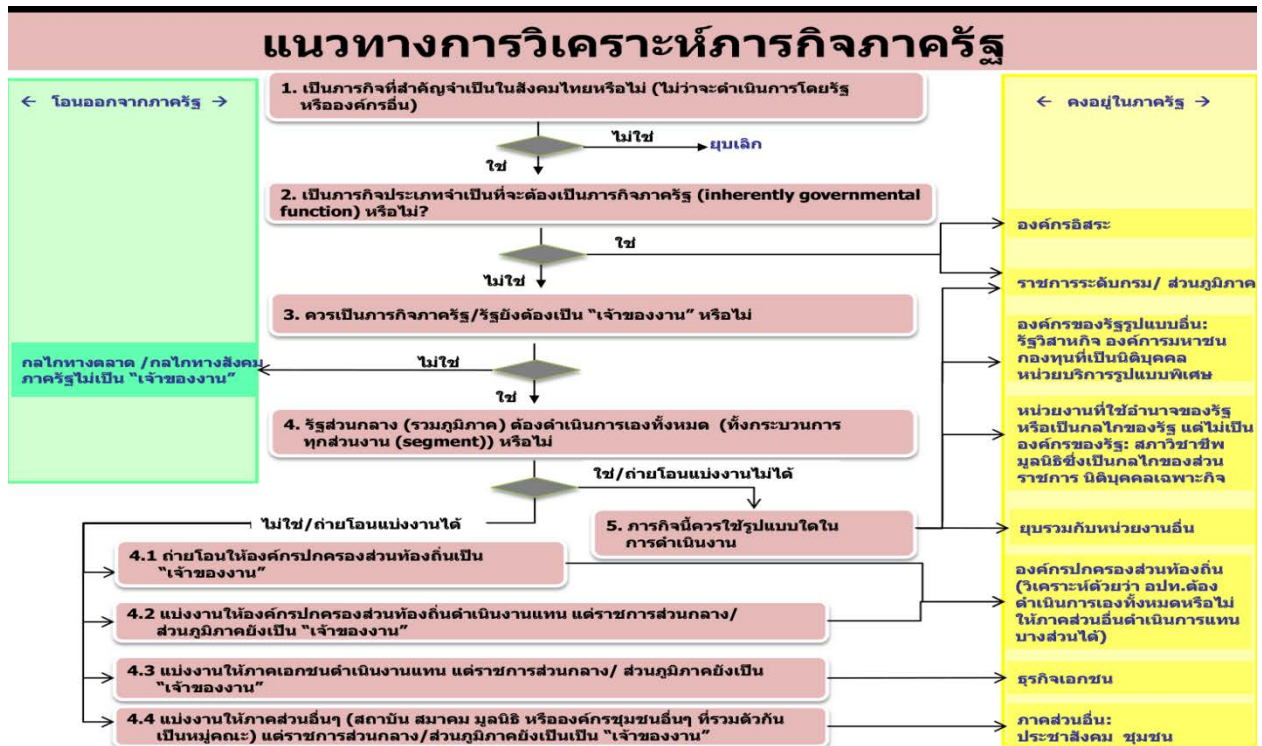 แนวทางการวิเคราะห์ภารกิจภาครัฐ
← โอนออกจากภาครัฐ →
1. เป็นภารกิจที่สำคัญจำเป็นในสังคมไทยหรือไม่ (ไม่ว่าจะดำเนินการโดยรัฐ
หรือองค์กรอื่น)
← คงอยู่ในภาครัฐ →
ไม่ใช่
ยุบเลิก
ใช่
2. เป็นภารกิจประเภทจำเป็นที่จะต้องเป็นภารกิจภาครัฐ (inherently governmental
function) หรือไม่?
องค์กรอิสระ
ใช่
ไม่ใช่
ราชการระดับกรม/ ส่วนภูมิภาค
3. ควรเป็นภารกิจภาครัฐ/รัฐยังต้องเป็น “เจ้าของงาน” หรือไม่
องค์กรของรัฐรูปแบบอื่น:
รัฐวิสาหกิจ องค์การมหาชน
กองทุนที่เป็นนิติบุคคล
หน่วยบริการรูปแบบพิเศษ
กลไกทางตลาด /กลไกทางสังคม
ภาครัฐไม่เป็น “เจ้าของงาน”
ไม่ใช่
ใช่
4. รัฐส่วนกลาง (รวมภูมิภาค) ต้องดำเนินการเองทั้งหมด (ทั้งกระบวนการ
ทุกส่วนงาน (segment)) หรือไม่
หน่วยงานที่ใช้อำนาจของรัฐ
หรือเป็นกลไกของรัฐ แต่ไม่เป็น
องค์กรของรัฐ: สภาวิชาชีพ
มูลนิธิซึ่งเป็นกลไกของส่วน
ราชการ นิติบุคคลเฉพาะกิจ
ใช่/ถ่ายโอนแบ่งงานไม่ได้
ไม่ใช่/ถ่ายโอนแบ่งงานได้
5. ภารกิจนี้ควรใช้รูปแบบใดใน
การดำเนินงาน
ยุบรวมกับหน่วยงานอื่น
4.1 ถ่ายโอนให้องค์กรปกครองส่วนท้องถิ่นเป็น
“เจ้าของงาน”
องค์กรปกครองส่วนท้องถิ่น
(วิเคราะห์ด้วยว่า อปท.ต้อง
ดำเนินการเองทั้งหมดหรือไม่
ให้ภาคส่วนอื่นดำเนินการแทน
บางส่วนได้)
4.2 แบ่งงานให้องค์กรปกครองส่วนท้องถิ่นดำเนินงานแทน แต่ราชการส่วนกลาง/
ส่วนภูมิภาคยังเป็น “เจ้าของงาน”
4.3 แบ่งงานให้ภาคเอกชนดำเนินงานแทน แต่ราชการส่วนกลาง/ ส่วนภูมิภาคยังเป็น
“เจ้าของงาน”
ธุรกิจเอกชน
4.4 แบ่งงานให้ภาคส่วนอื่นๆ (สถาบัน สมาคม มูลนิธิ หรือองค์กรชุมชนอื่นๆ ที่รวมตัวกัน
เป็นหมู่คณะ) แต่ราชการส่วนกลาง/ส่วนภูมิภาคยังเป็นเป็น “เจ้าของงาน”
ภาคส่วนอื่น:
ประชาสังคม ชุมชน